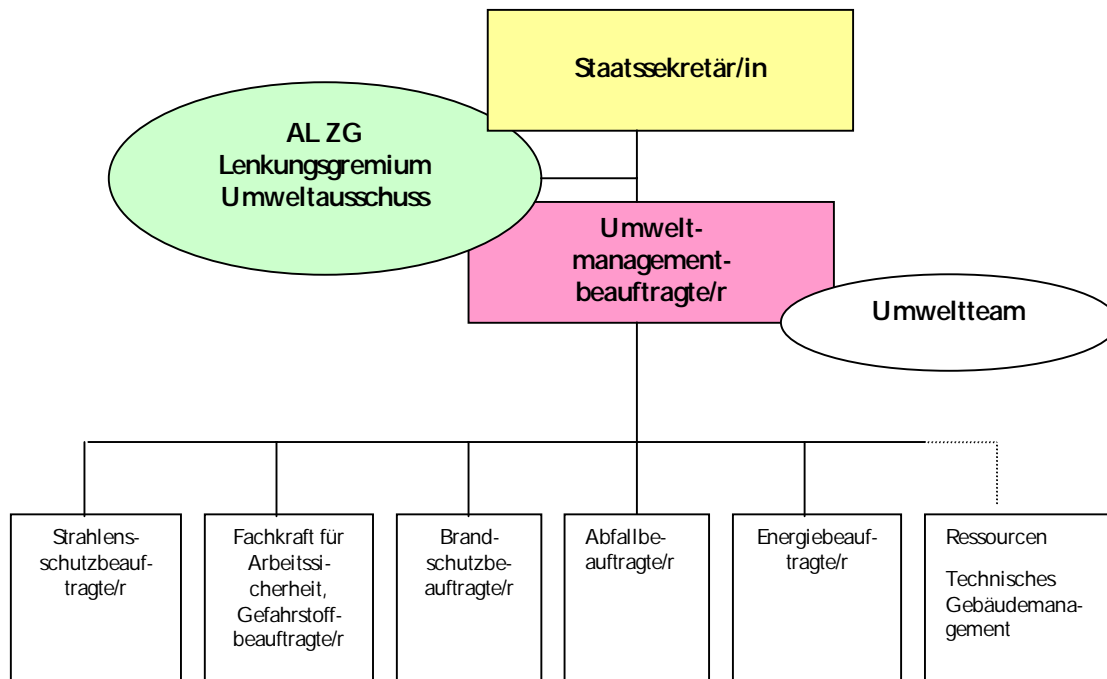 Staatssekretär/in
AL ZG
Lenkungsgremium
Umweltausschuss
Umwelt-
management-
beauftragte/r
Umweltteam
Strahlens-
schutzbeauf-
tragte/r
Fachkraft für
Arbeitssi-
cherheit,
Gefahrstoff-
beauftragte/r
Brand-
schutzbe-
auftragte/r
Abfallbe-
auftragte/r
Energiebeauf-
tragte/r
Ressourcen
Technisches
Gebäudemana-
gement